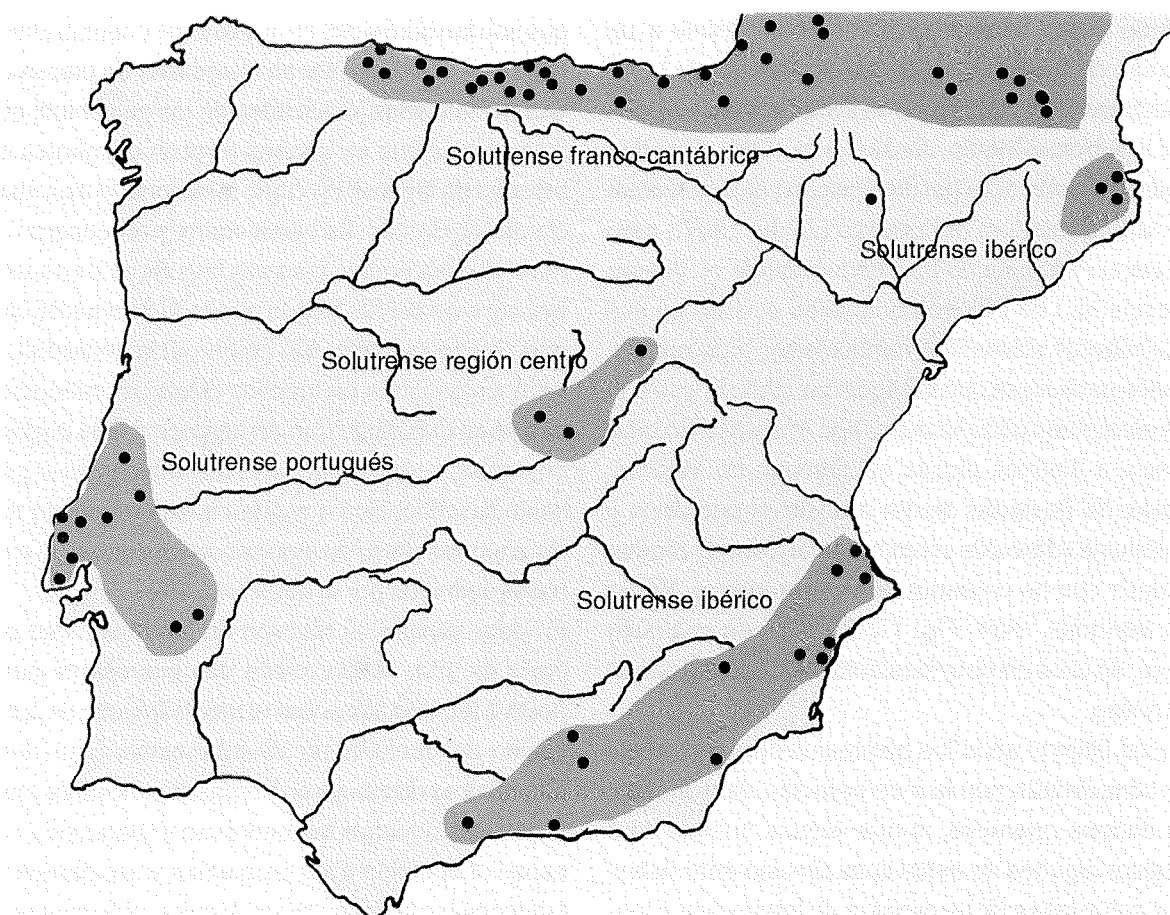 Solutrense franco-cantábrico
Solutrense ibérico
Solutrense región centro
Solutrense portugués
Solutrense ibérico